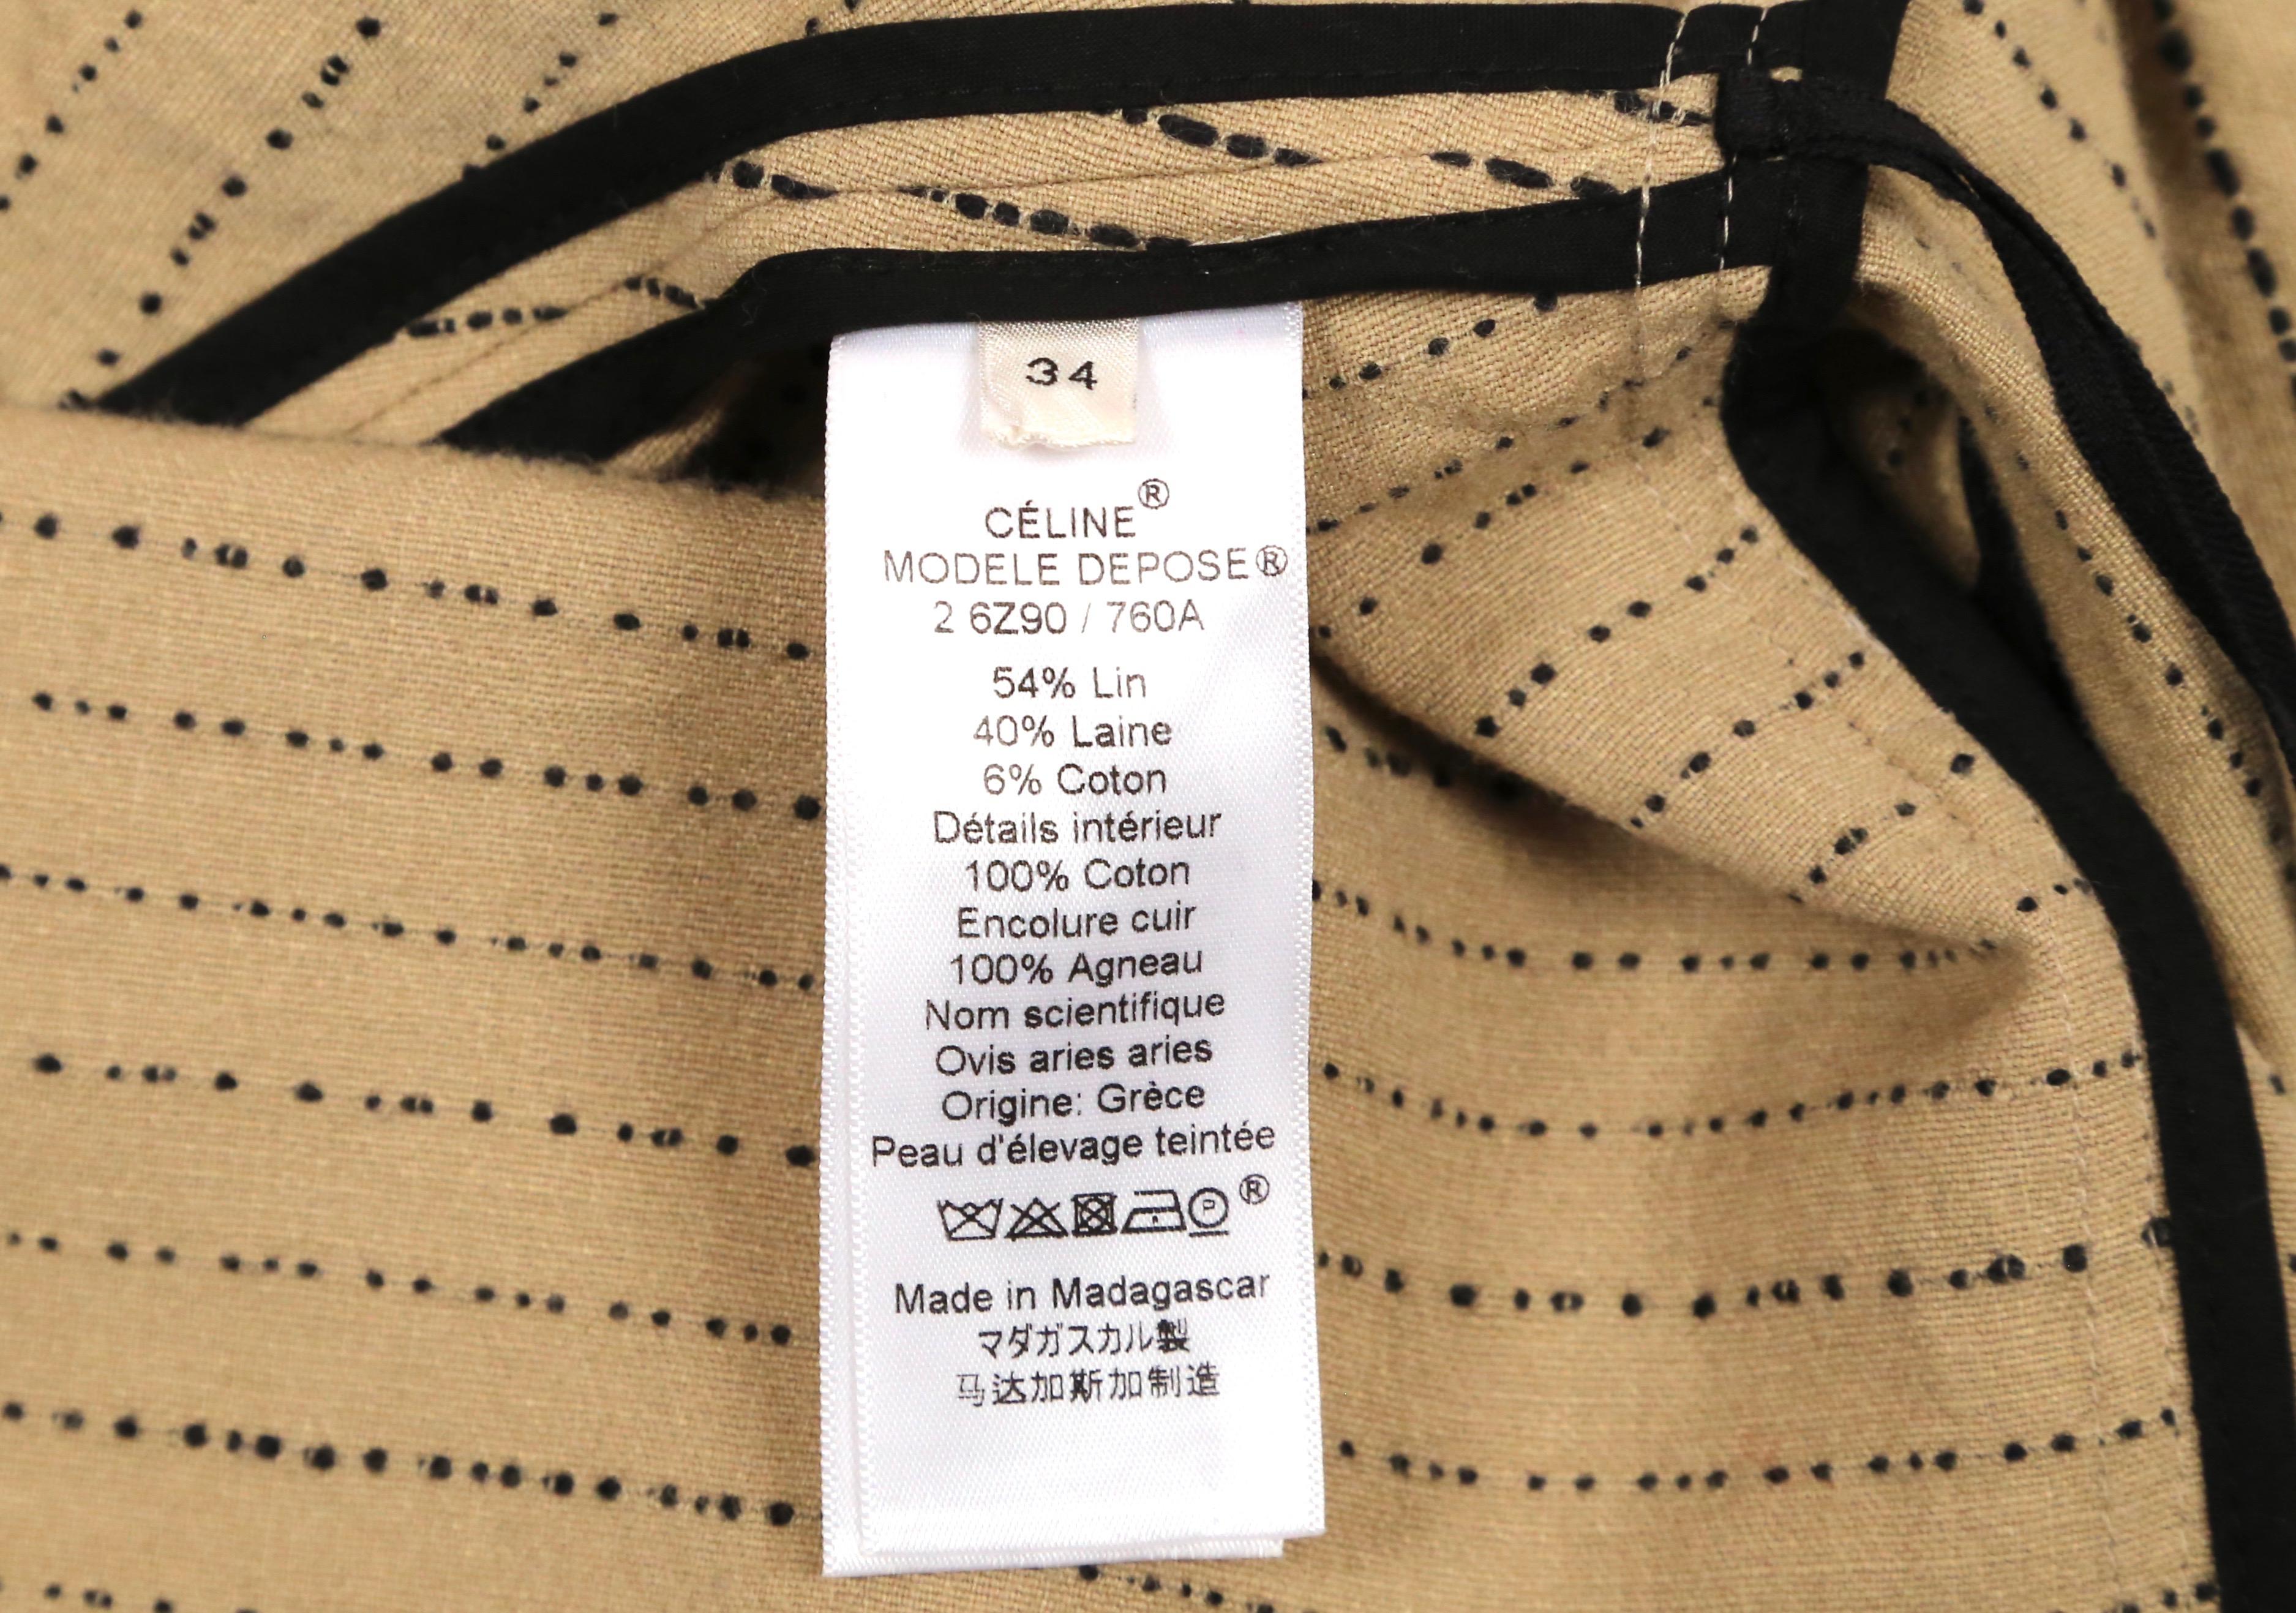 34
CÉLINE®
MODELE DEPOSE®
2 6Z90 / 760A
54% Lin
40% Laine
6% Coton
Détails intérieur
100% Coton
Encolure cuir
100% Agneau
Nom scientifique
Ovis aries aries
Origine: Grèce
Peau d'élevage teintée
P ®
Made in Madagascar
マダガスカル製
马达加斯加制造